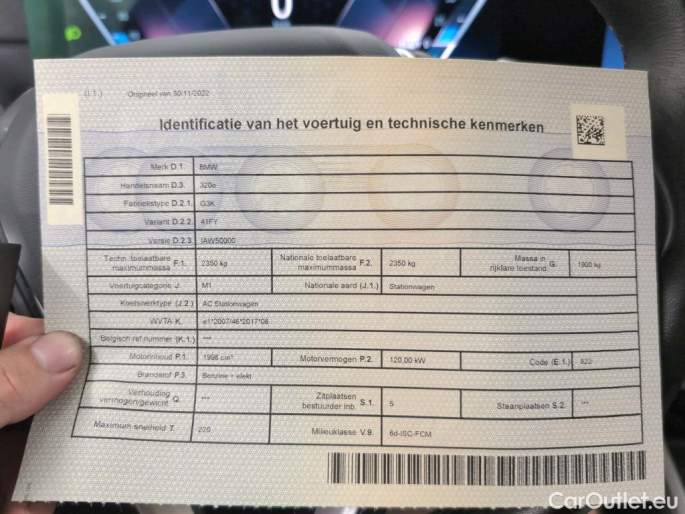 (I.1.) Origineel van 30/11/2022
Identificatie van het voertuig en technische kenmerken
Merk D.1. BMW
Handelsnaam D.3. 320e
Fabriekstype D.2.1. G3K
Variant D.2.2. 41FY
Versie D.2.3. IAW50000
Techn. toelaatbare maximummassa F.1. 2350 kg Nationale toelaatbare maximummassa F.2. 2350 kg Massa in rijklare toestand G. 1900 kg
Voertuigcategorie J. M1 Nationale aard (J.1.) Stationwagen
Koetswerktype (J.2.) AC Stationwagen
WVTA K. e1*2007/46*2017*08
Belgisch ref.nummer (K.1.) ***
Motorinhoud P.1. 1998 cm³ Motorvermogen P.2. 120,00 kW Code (E.1.)
Brandstof P.3. Benzine + elekt
Verhouding vermogen/gewicht Q. *** Zitplaatsen bestuurder inb. S.1. 5 Staanplaatsen S.2. ***
Maximum snelheid T. 220 Milieuklasse V.9. 6d-ISC-FCM
CarOutlet.eu